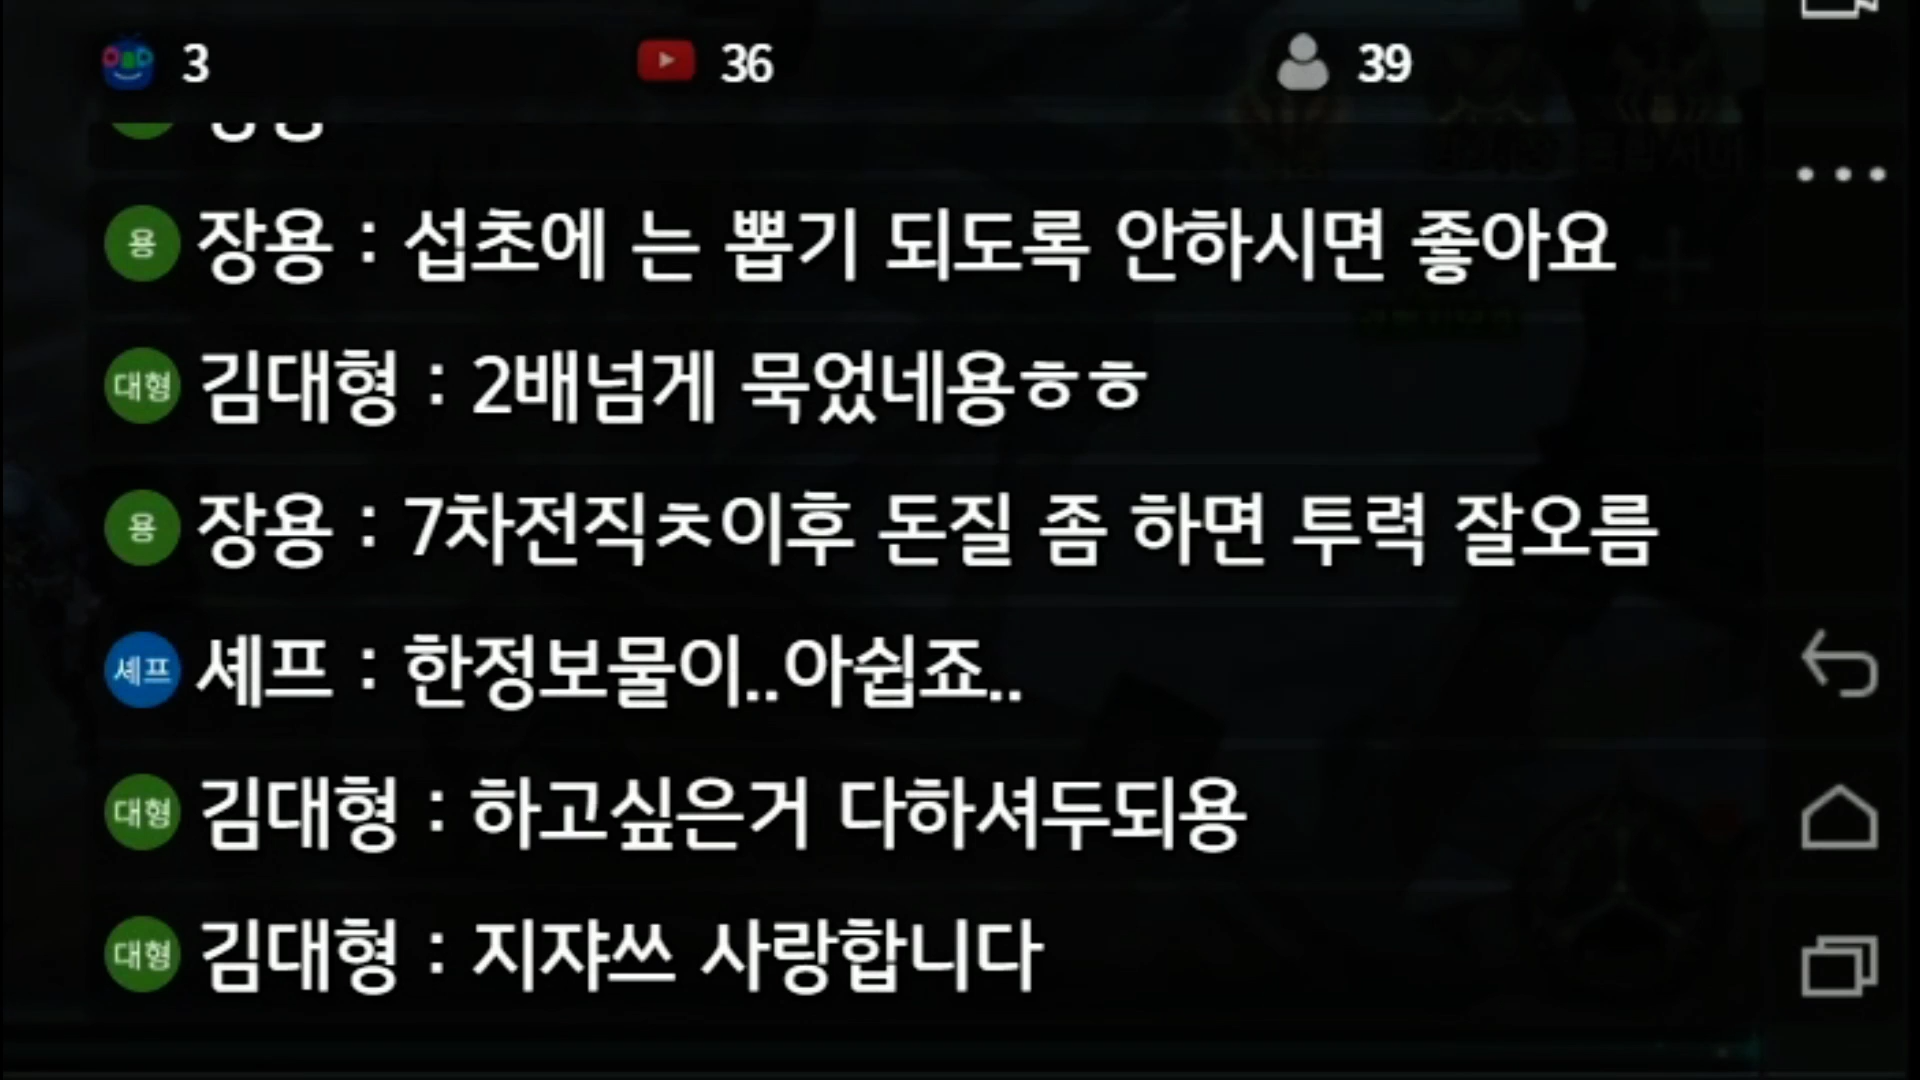 3
36
39
용 장용 : 섭초에 는 뽑기 되도록 안하시면 좋아요
대형 김대형 : 2배넘게 묵었네용ㅎㅎ
용 장용 : 7차전직ㅊ이후 돈질 좀 하면 투력 잘오름
셰프 셰프 : 한정보물이..아쉽죠..
대형 김대형 : 하고싶은거 다하셔두되용
대형 김대형 : 지쟈쓰 사랑합니다